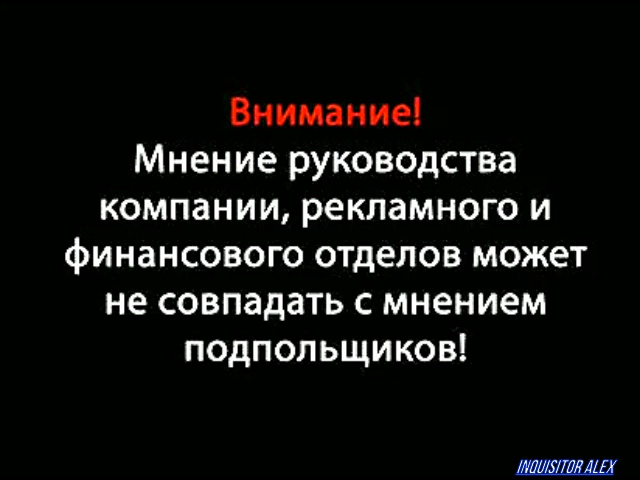 Внимание!
Мнение руководства
компании, рекламного и
финансового отделов может
не совпадать с мнением
подпольщиков!
INQUISITOR ALEX